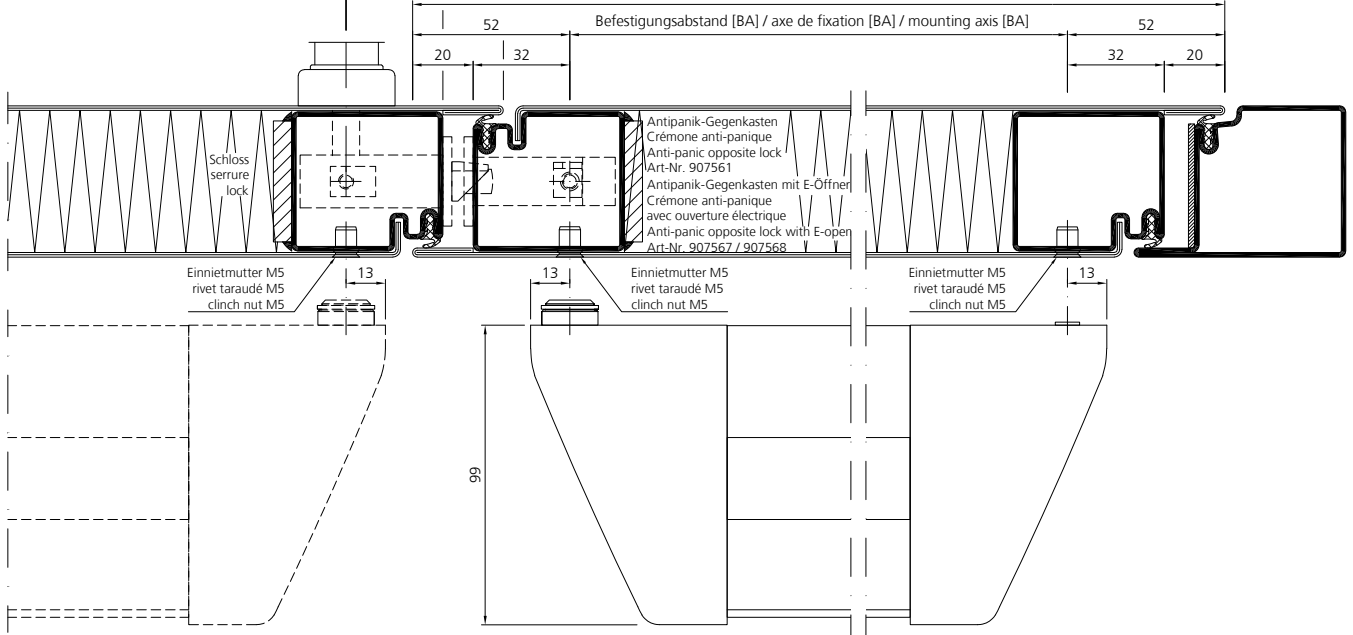 Befestigungsabstand [BA] / axe de fixation [BA] / mounting axis [BA]
52
52
20
32
32
20
Schloss
serrure
lock
Antipanik-Gegenkasten
Crémone anti-panique
Anti-panic opposite lock
Art-Nr. 907561
Antipanik-Gegenkasten mit E-Öffner
Crémone anti-panique
avec ouverture électrique
Anti-panic opposite lock with E-oper
Art-Nr. 907567 / 907568
Einnietmutter M5
rivet taraudé M5
clinch nut M5
13
13
Einnietmutter M5
rivet taraudé M5
clinch nut M5
Einnietmutter M5
rivet taraudé M5
clinch nut M5
13
99